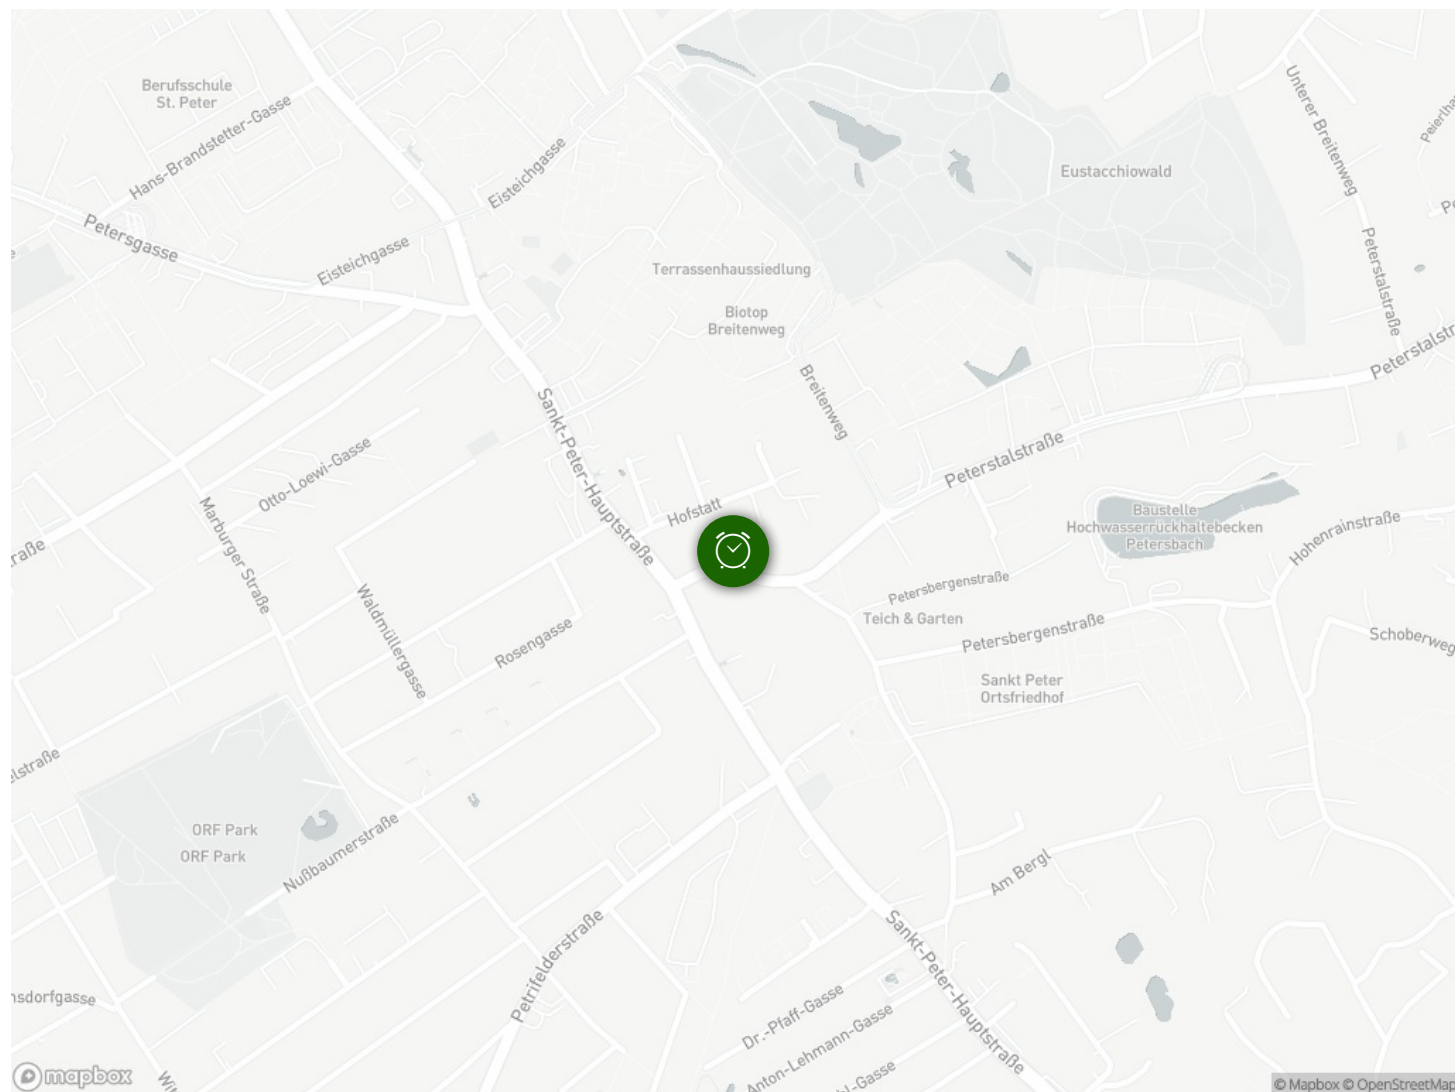 Berufsschule
St. Peter
Hans-Brandstetter-Gasse
Eisteichgasse
Unterer Breitenweg
Eustacchiowald
Petersgasse
Eisteichgasse
Terrassenhaussiedlung
Peterstalstraße
Biotop
Breitenweg
Breitenweg
Sankt-Peter-Hauptstraße
Otto-Loewi-Gasse
Peterstalstraße
Marburger Straße
Hofstatt
Baustelle
Hochwasserrückhaltebecken
Petersbach
Hohenrainstraße
Petersbergenstraße
Waldmüllergasse
Teich & Garten
Petersbergenstraße
Rosengasse
Schoberweg
Sankt Peter
Ortsfriedhof
ORF Park
ORF Park
Nußbaumerstraße
Am Bergl
Petrifelderstraße
Sankt-Peter-Hauptstraße
Dr.-Pfaff-Gasse
Anton-Lehmann-Gasse
mapbox
© Mapbox © OpenStreetMap